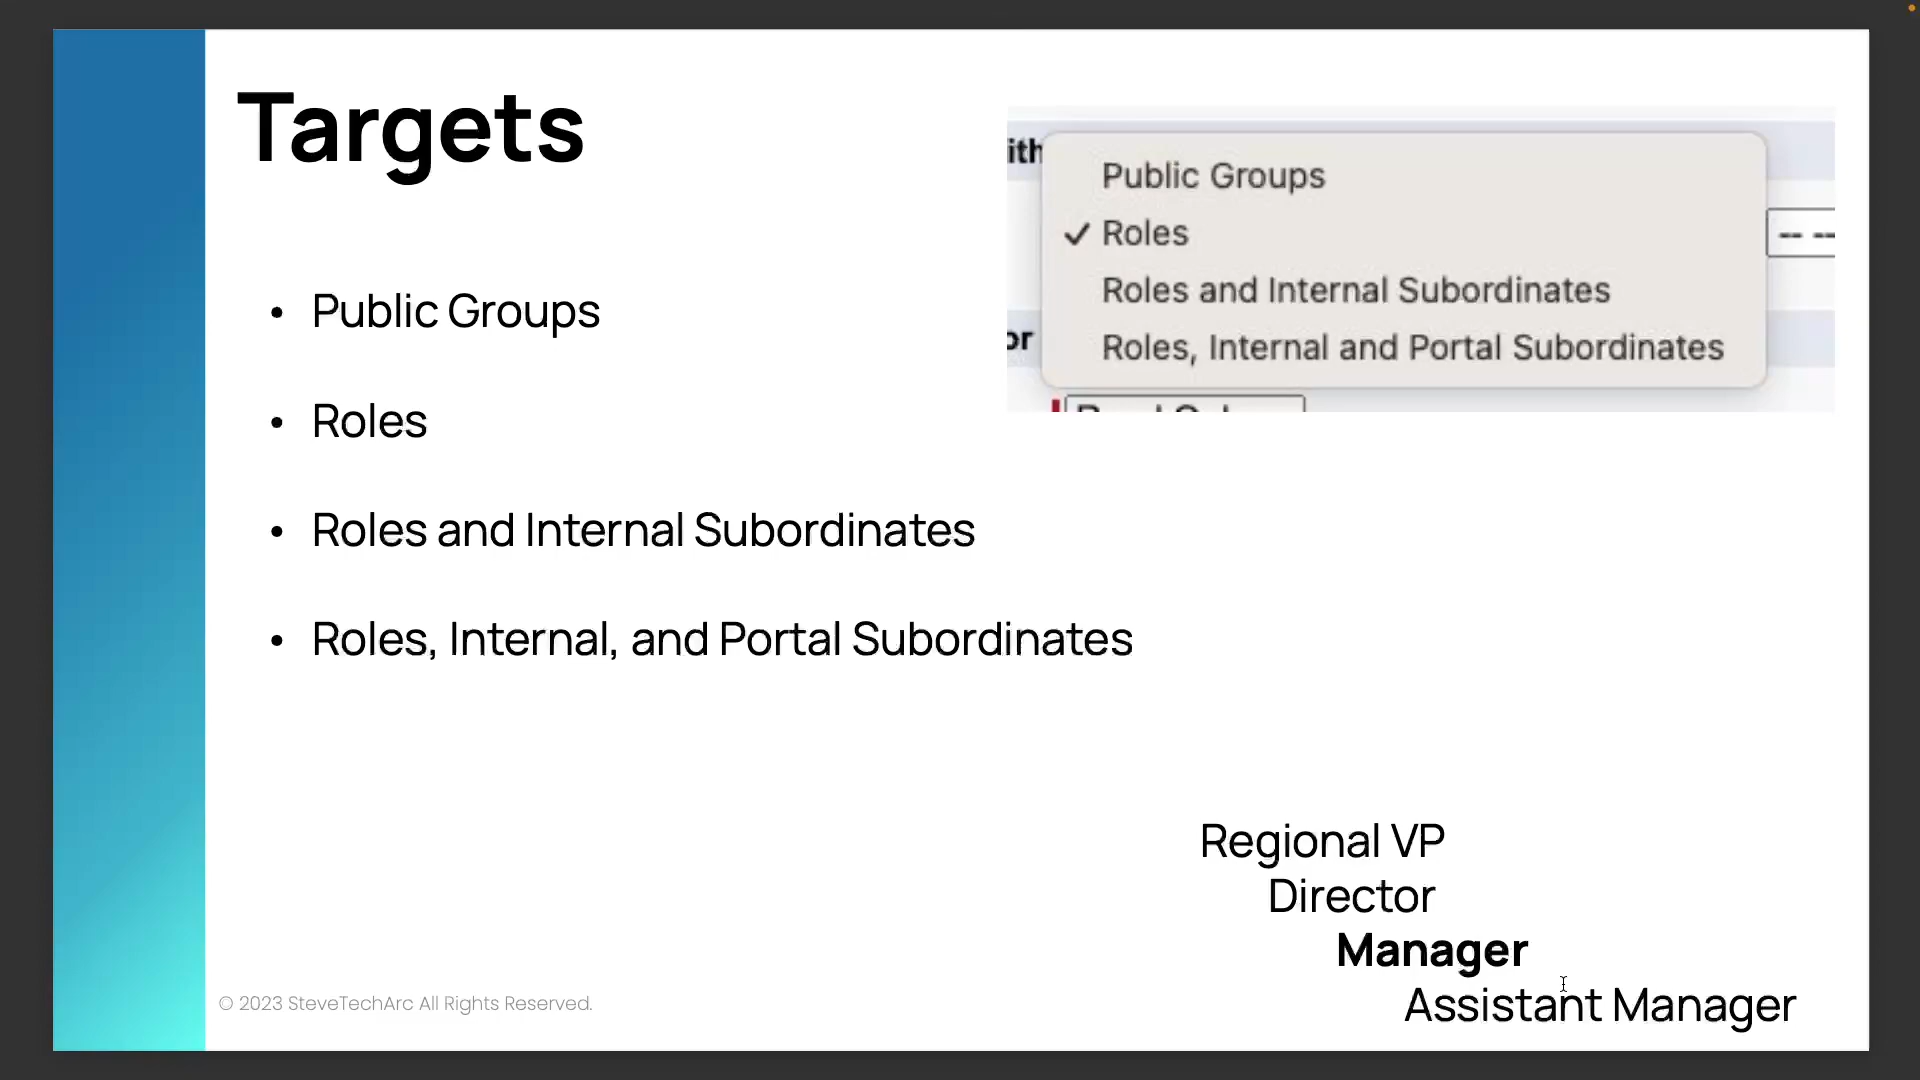 Targets
ith
Public Groups
✓ Roles
-- --
Roles and Internal Subordinates
or
Roles, Internal and Portal Subordinates
• Public Groups
• Roles
• Roles and Internal Subordinates
• Roles, Internal, and Portal Subordinates
Regional VP
Director
Manager
Assistant Manager
© 2023 SteveTechArc All Rights Reserved.